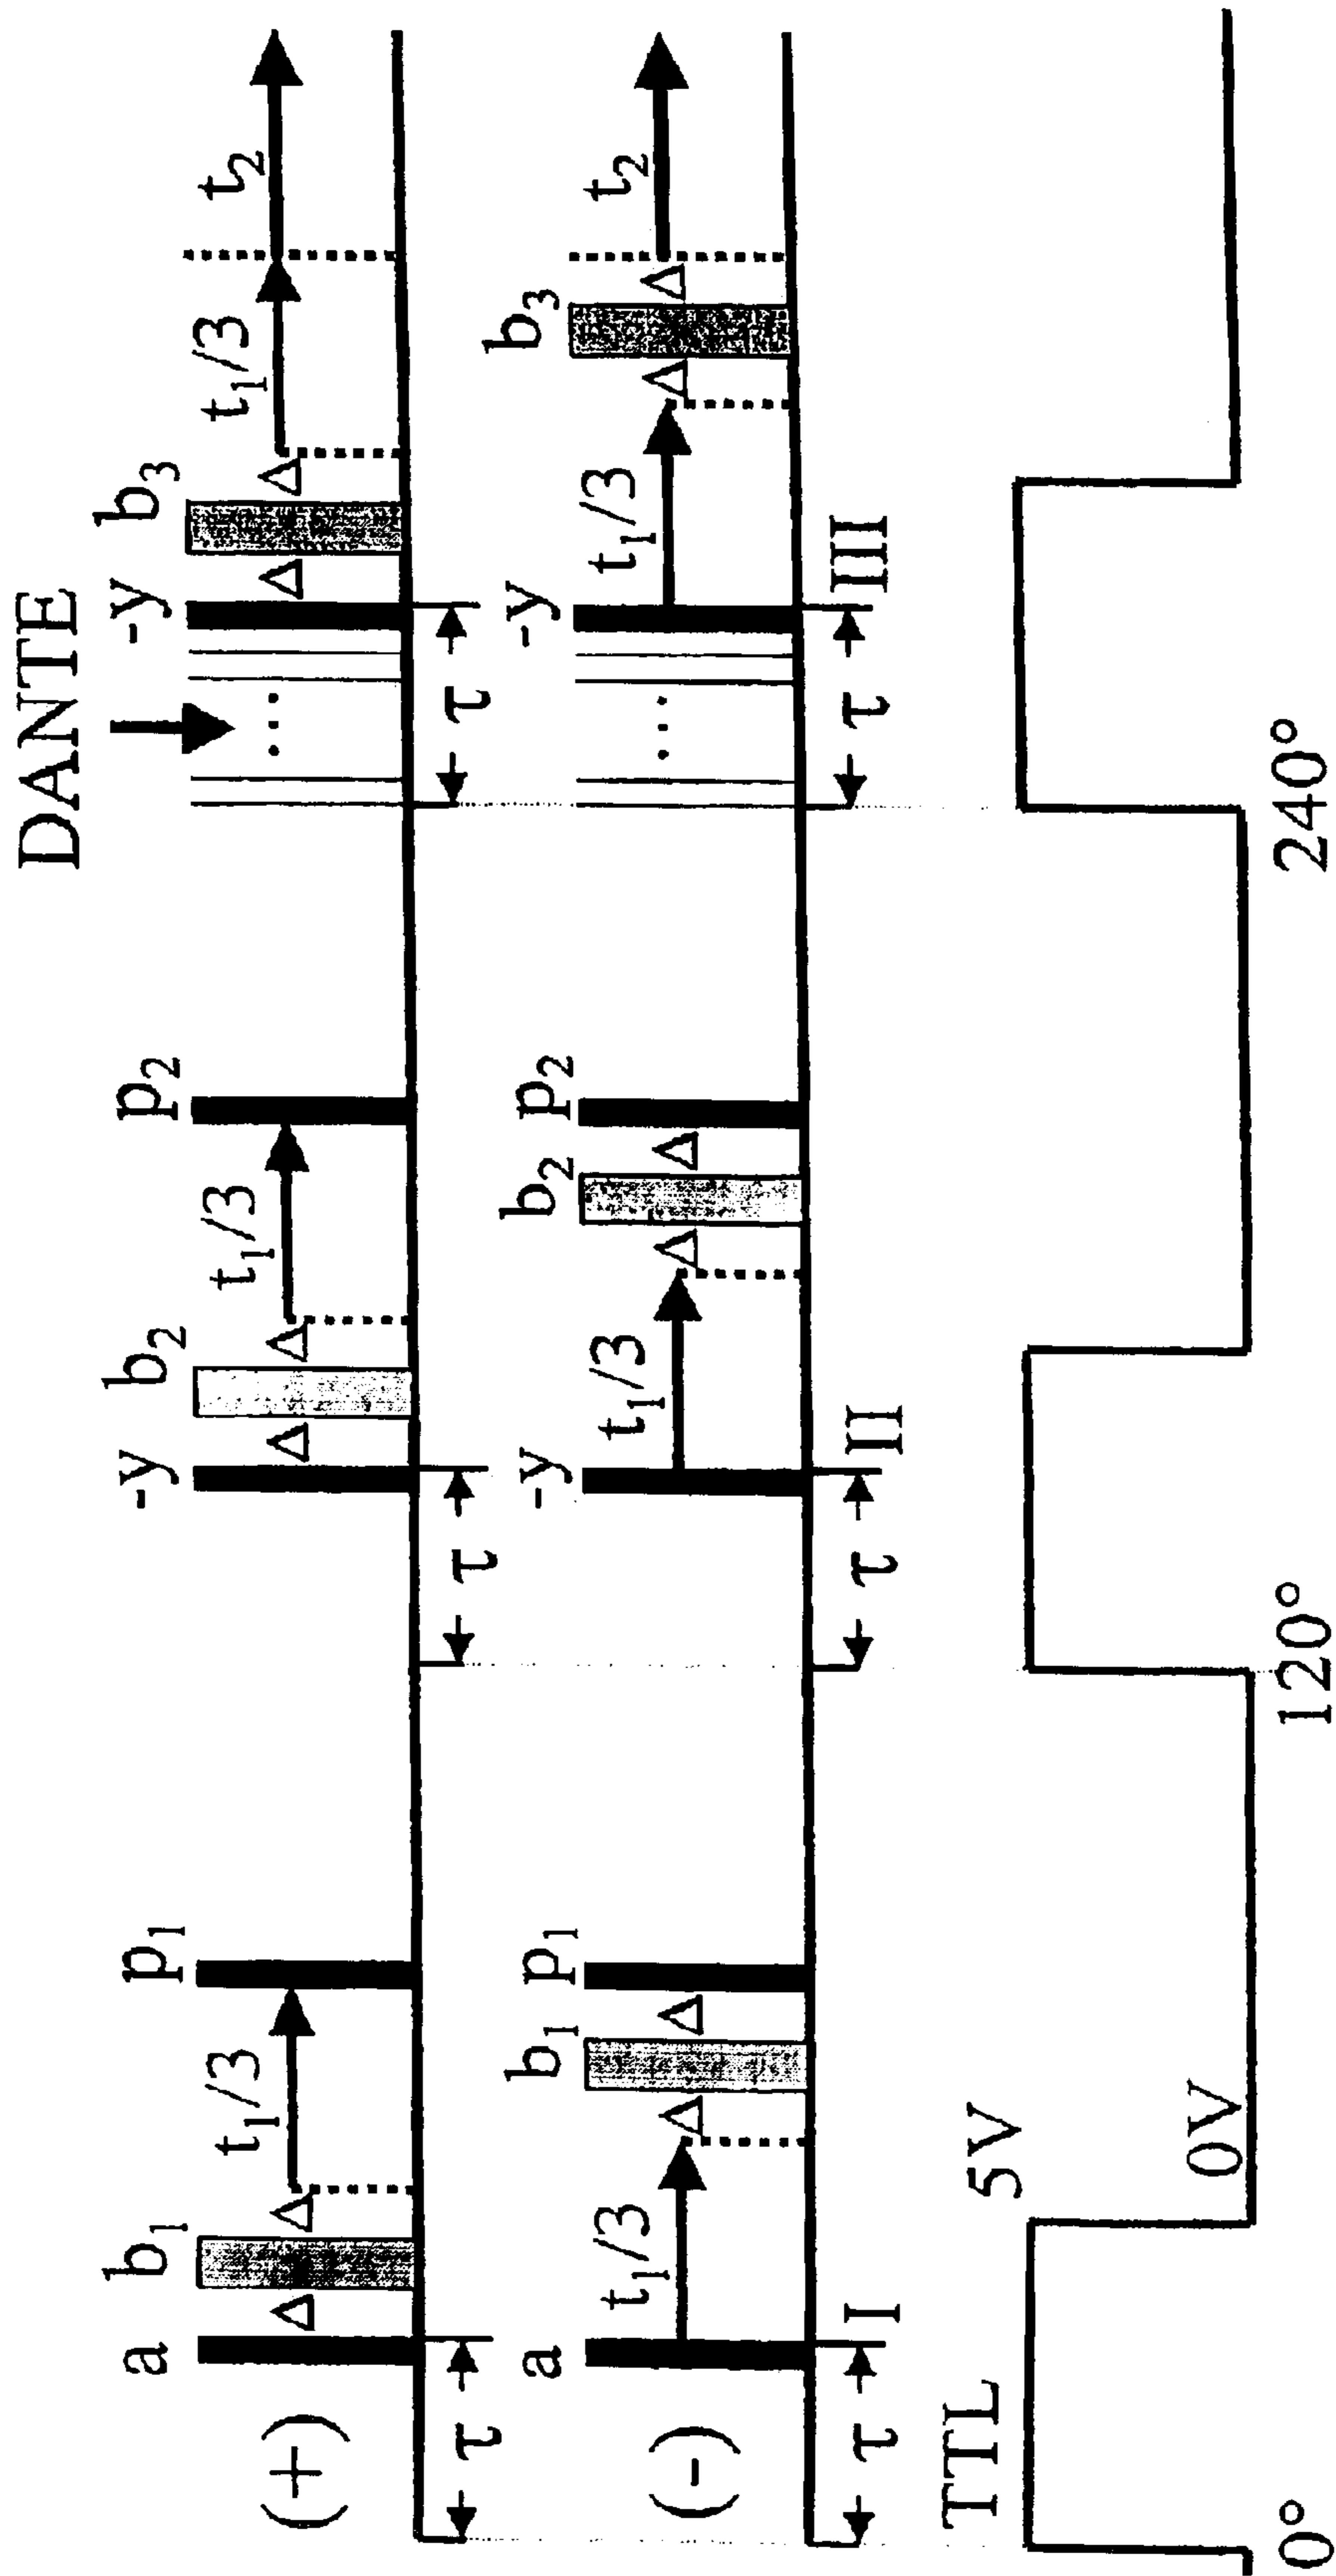 DANTE
(+) a Δ b1 Δ t1/3 p1 -y Δ b2 Δ t1/3 p2 ... -y Δ b3 Δ t1/3 t2
τ τ τ
(-) a t1/3 Δ b1 Δ p1 -y t1/3 Δ b2 Δ p2 ... -y t1/3 Δ b3 Δ t2
τ I τ II τ III
TTL 5V 0V
0° 120° 240°